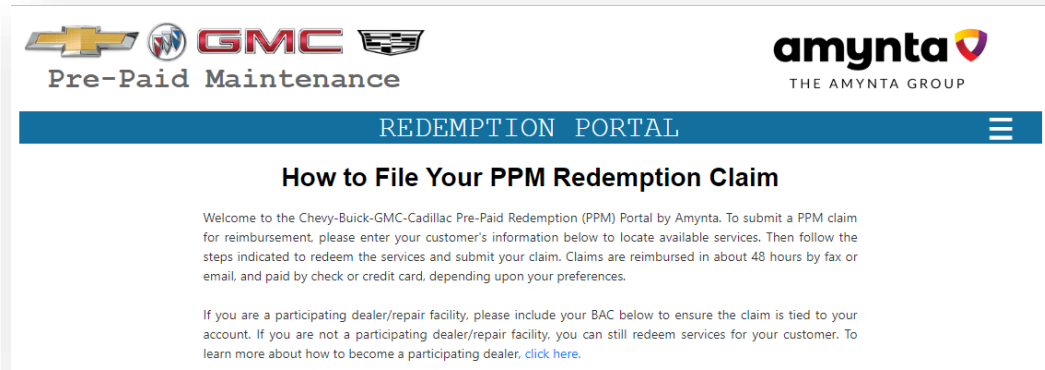 GMC
Pre-Paid Maintenance
amynta
THE AMYNTA GROUP
REDEMPTION PORTAL
How to File Your PPM Redemption Claim
Welcome to the Chevy-Buick-GMC-Cadillac Pre-Paid Redemption (PPM) Portal by Amynta. To submit a PPM claim
for reimbursement, please enter your customer's information below to locate available services. Then follow the
steps indicated to redeem the services and submit your claim. Claims are reimbursed in about 48 hours by fax or
email, and paid by check or credit card, depending upon your preferences.
If you are a participating dealer/repair facility, please include your BAC below to ensure the claim is tied to your
account. If you are not a participating dealer/repair facility, you can still redeem services for your customer. To
learn more about how to become a participating dealer, click here.